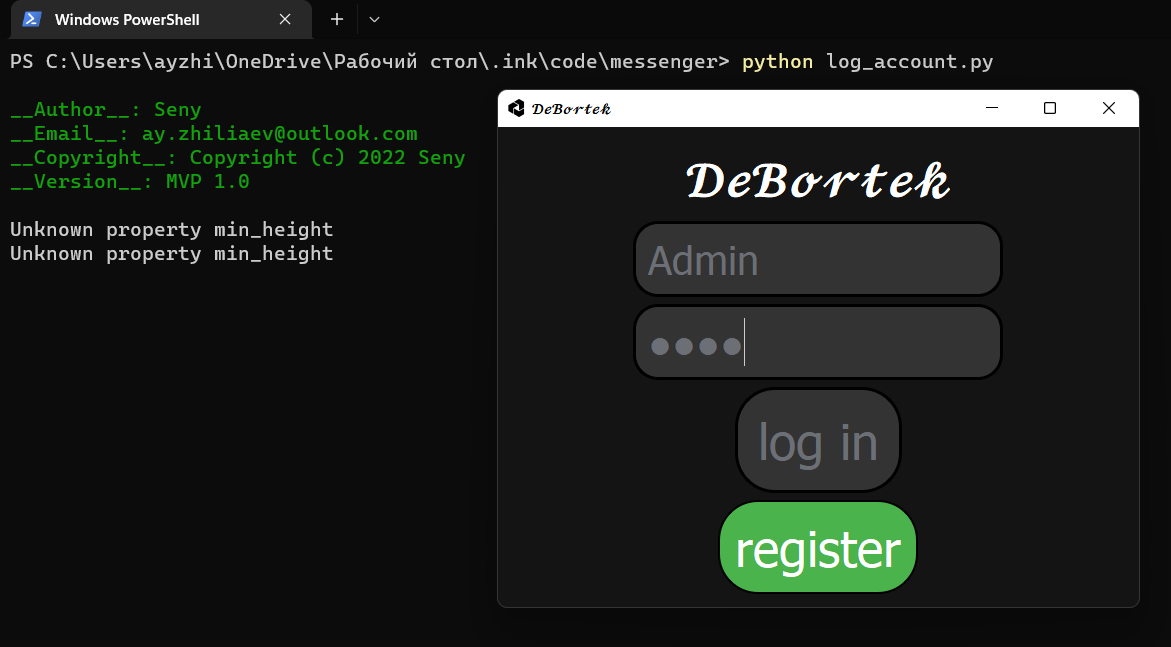 Windows PowerShell
PS C:\Users\ayzhi\OneDrive\Рабочий стол\.ink\code\messenger> python log_account.py
__Author__: Seny
__Email__: ay.zhiliaev@outlook.com
__Copyright__: Copyright (c) 2022 Seny
__Version__: MVP 1.0
Unknown property min_height
Unknown property min_height
DeBortek
DeBortek
Admin
log in
register